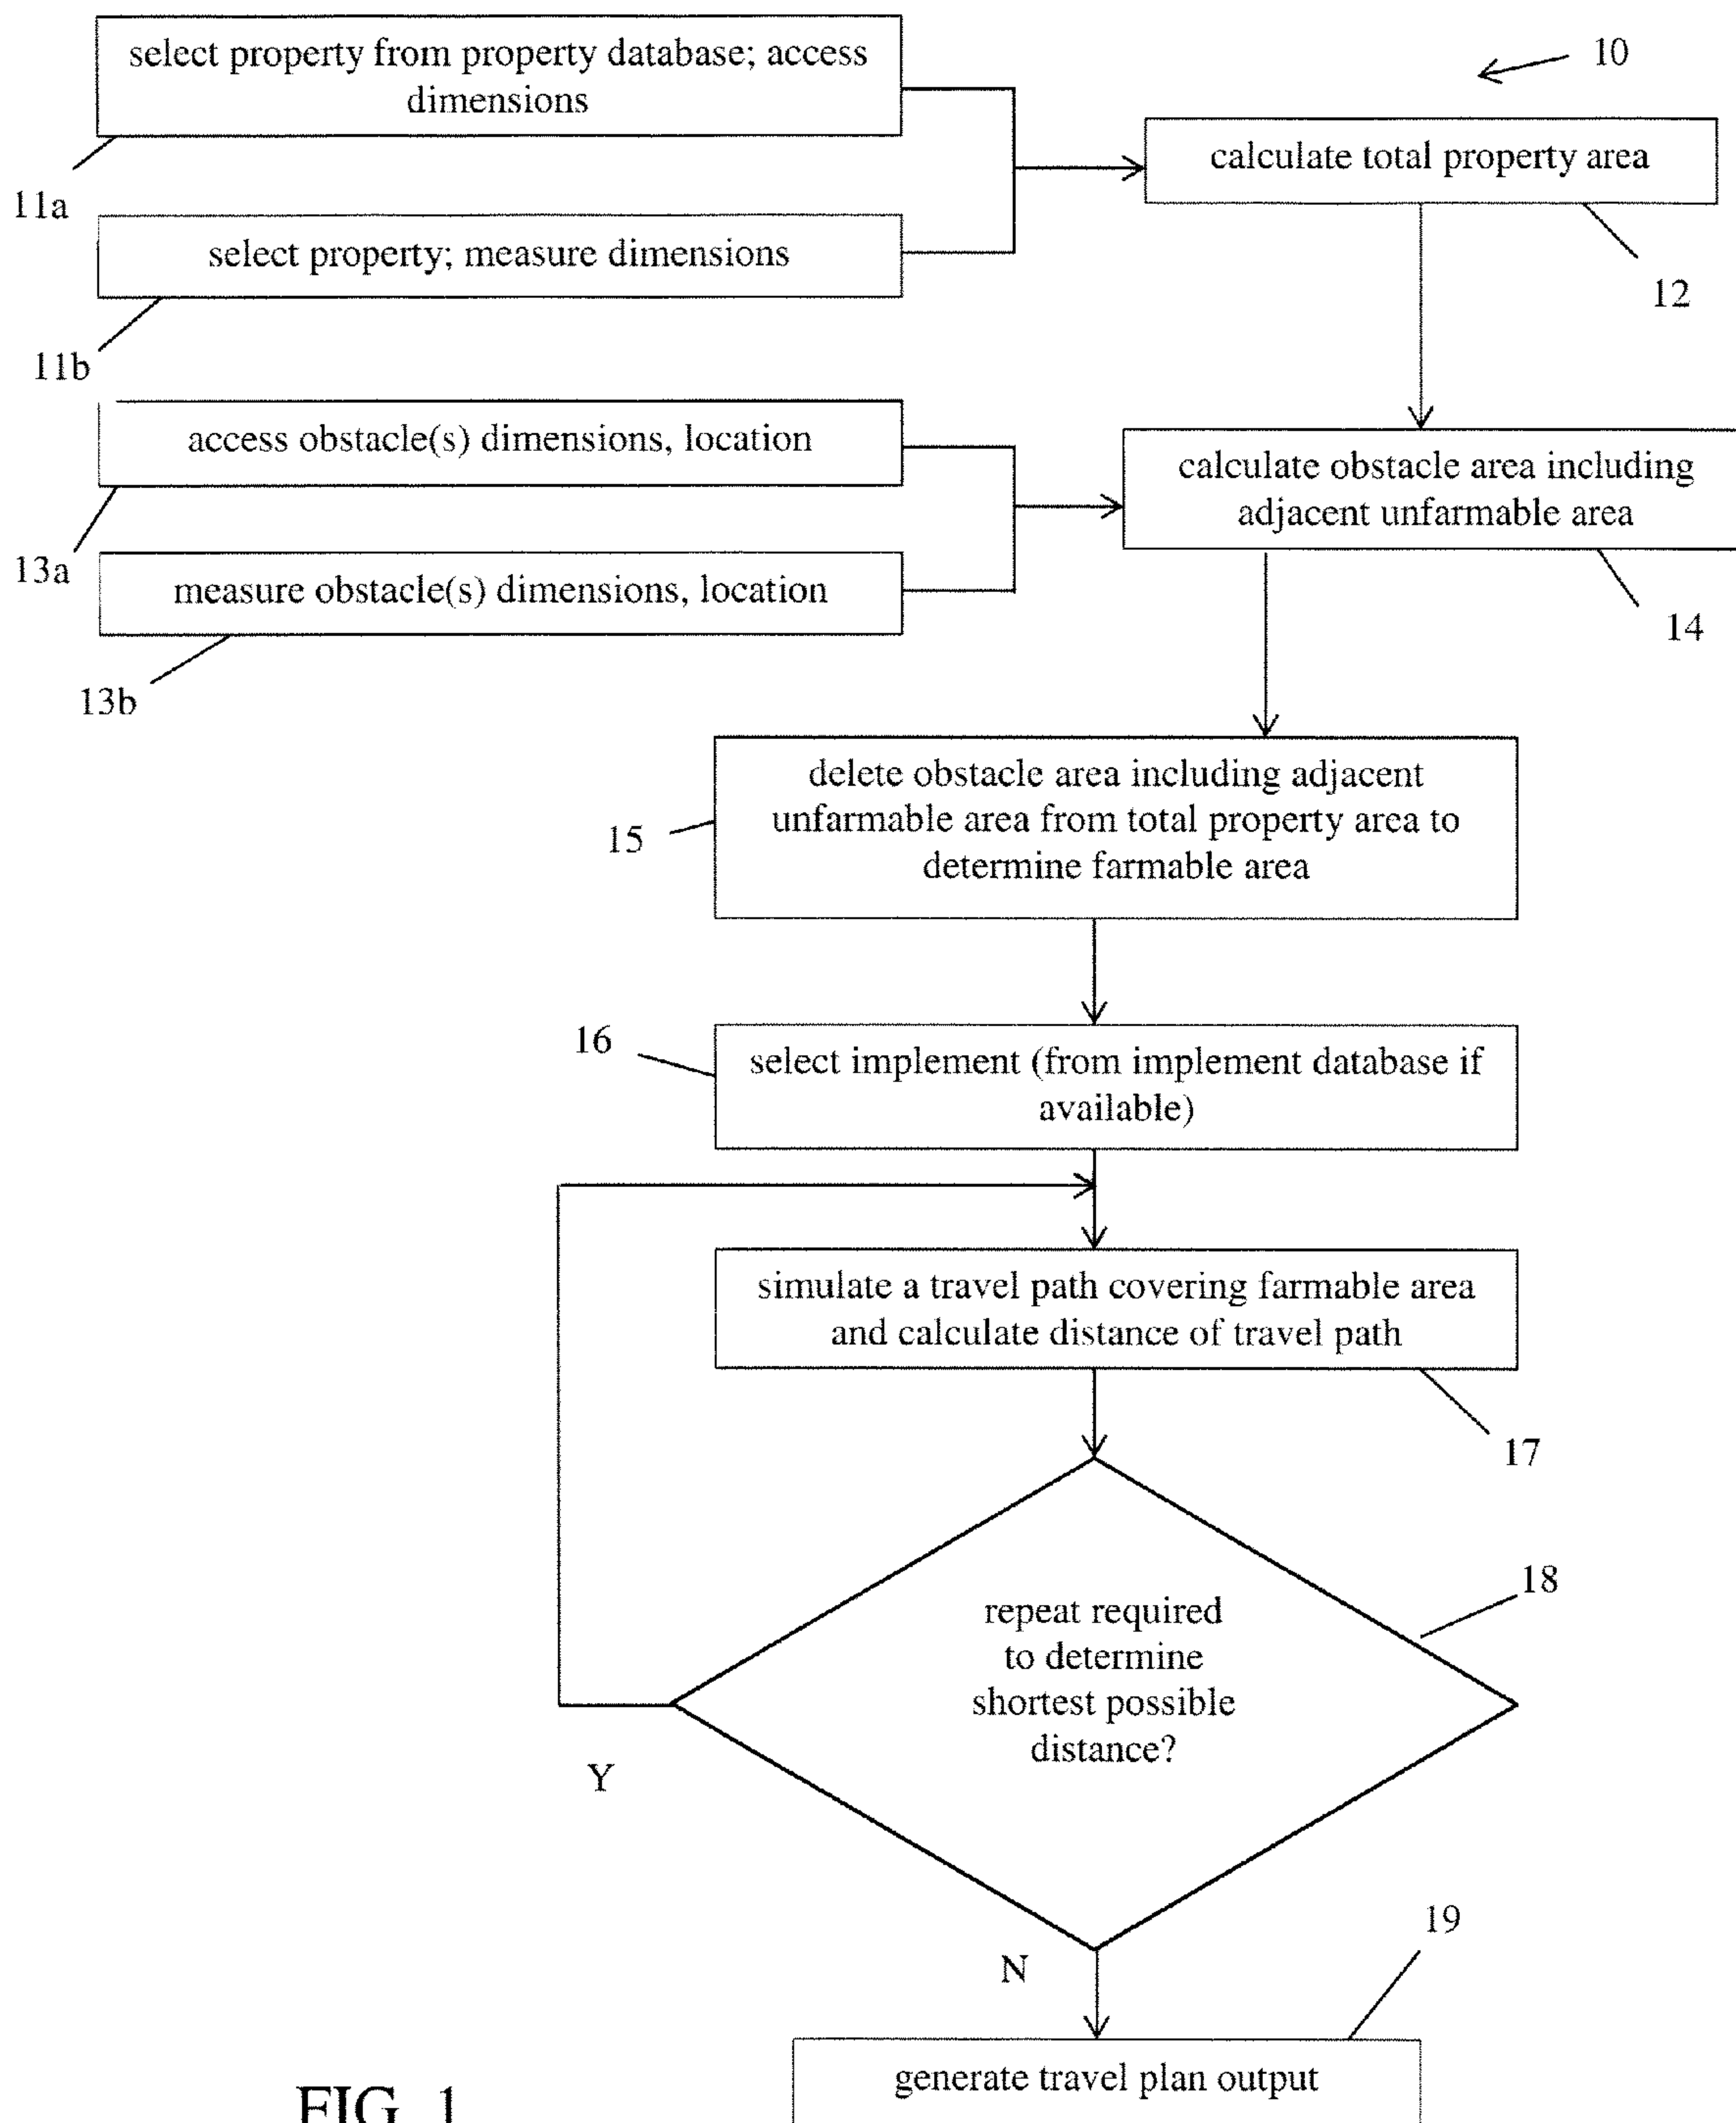 select property from property database; access
dimensions
10
calculate total property area
11a
select property; measure dimensions
12
11b
access obstacle(s) dimensions, location
calculate obstacle area including
adjacent unfarmable area
13a
measure obstacle(s) dimensions, location
14
13b
delete obstacle area including adjacent
unfarmable area from total property area to
determine farmable area
15
16
select implement (from implement database if
available)
simulate a travel path covering farmable area
and calculate distance of travel path
17
18
repeat required
to determine
shortest possible
distance?
Y
19
N
generate travel plan output
FIG. 1